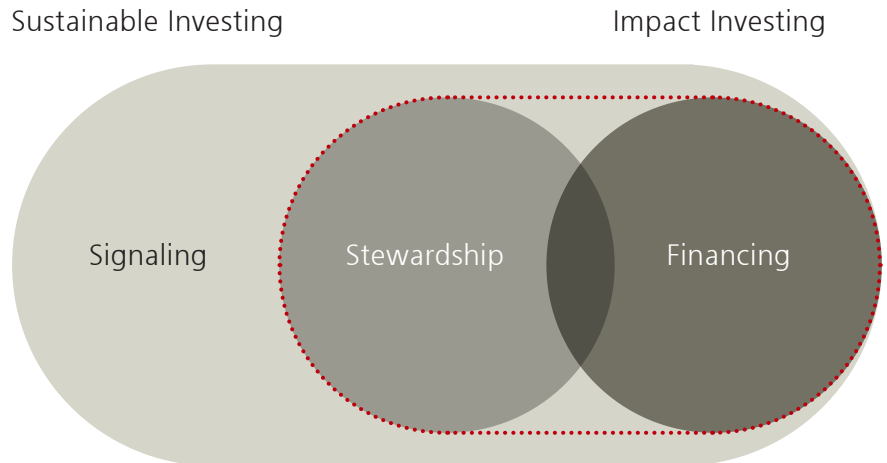 Sustainable Investing
Impact Investing
Signaling
Stewardship
Financing